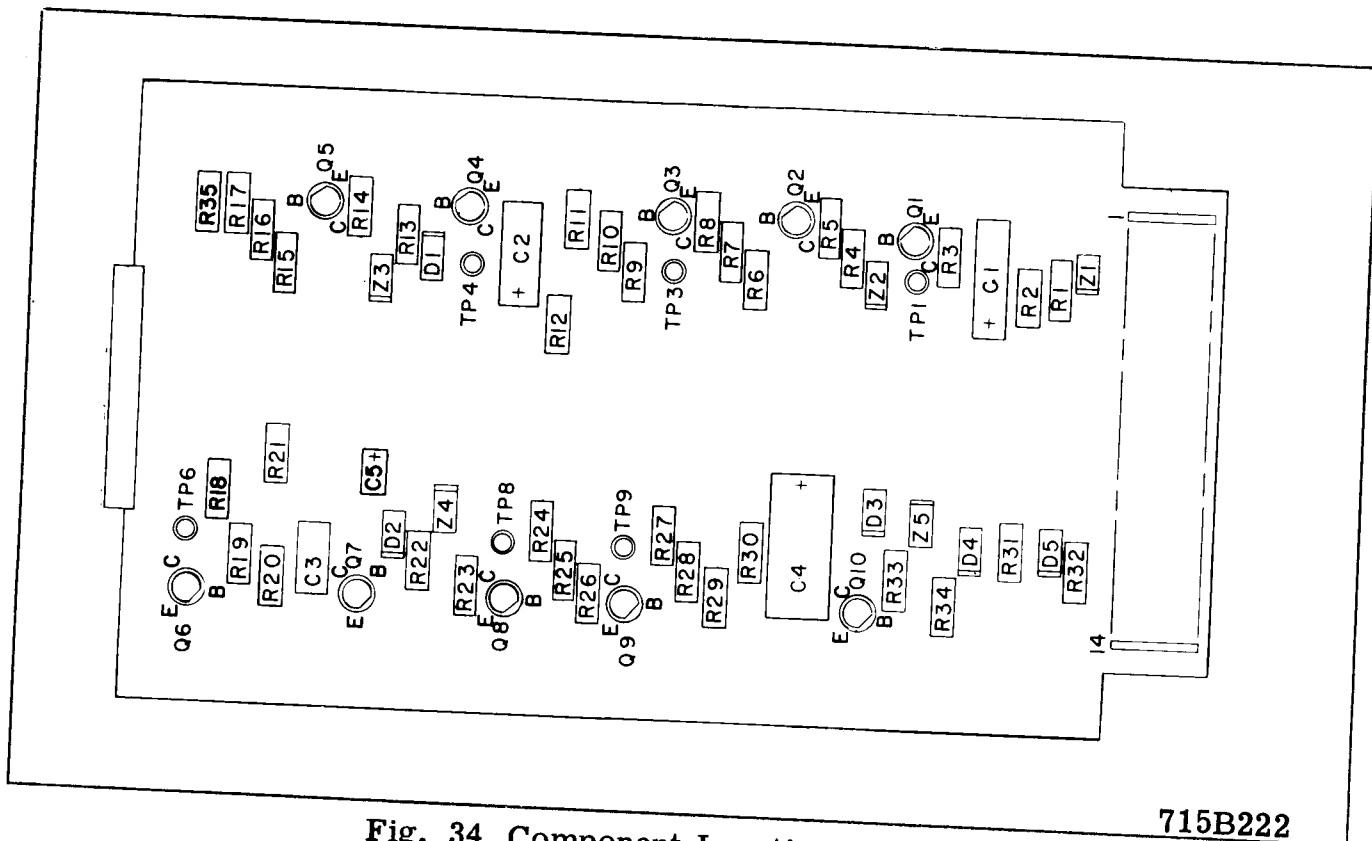 R35
R17
R16
R15
B
Q5
E
C
R14
Z3
R13
D1
B
Q4
E
C
TP4
C2
+
R12
R11
R10
R9
B
Q3
E
C
TP3
R8
R7
R6
B
Q2
E
C
R5
R4
Z2
B
Q1
E
C
TP1
R3
C1
+
R2
R1
Z1
1
TP6
R18
R21
C5+
C
E
B
Q6
R19
R20
C3
C
Q7
B
E
D2
R22
Z4
R23
TP8
C
E
B
Q8
R24
R25
R26
TP9
C
E
B
Q9
R27
R28
R29
R30
C4
+
D3
Z5
C
Q10
E
B
R33
R34
D4
R31
D5
R32
14
715B222
Fig. 34 Component